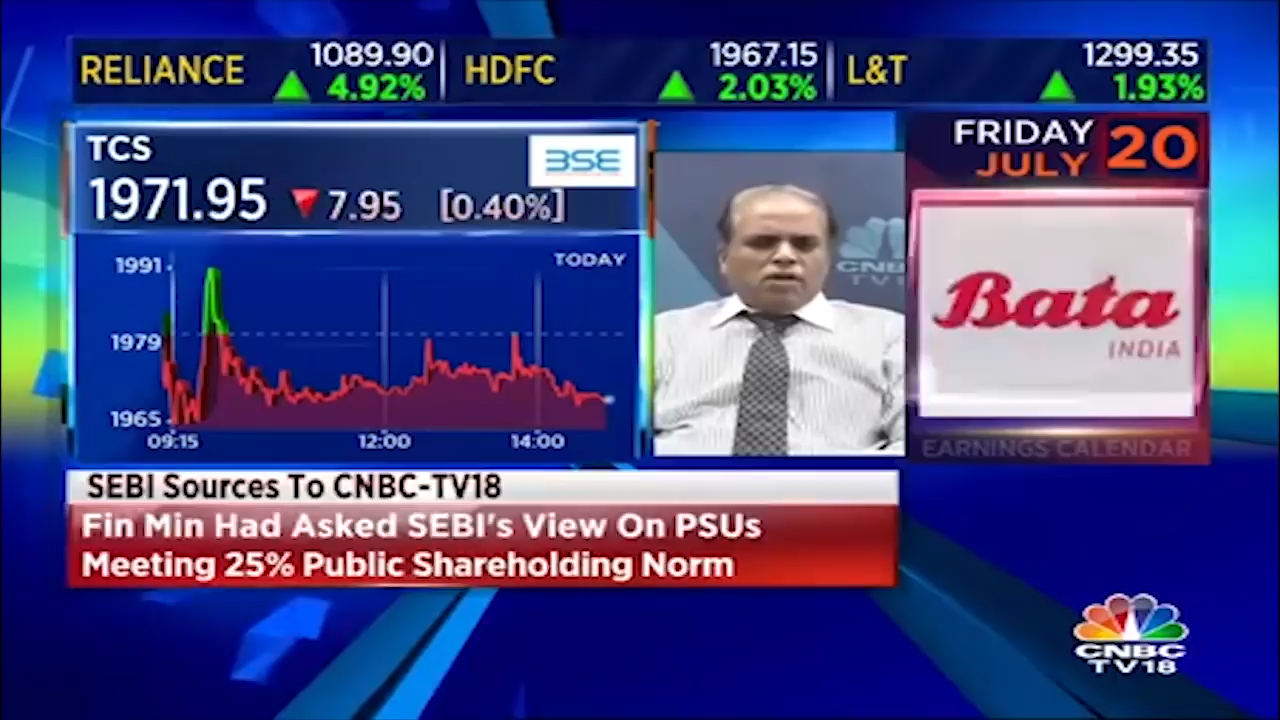 RELIANCE 1089.90 4.92%
HDFC 1967.15 2.03%
L&T 1299.35 1.93%
TCS
1971.95 7.95 [0.40%]
BSE
TODAY
1991
1979
1965
09:15 12:00 14:00
CNBC
TV18
FRIDAY
JULY 20
Bata
INDIA
EARNINGS CALENDAR
SEBI Sources To CNBC-TV18
Fin Min Had Asked SEBI's View On PSUs
Meeting 25% Public Shareholding Norm
CNBC
TV18